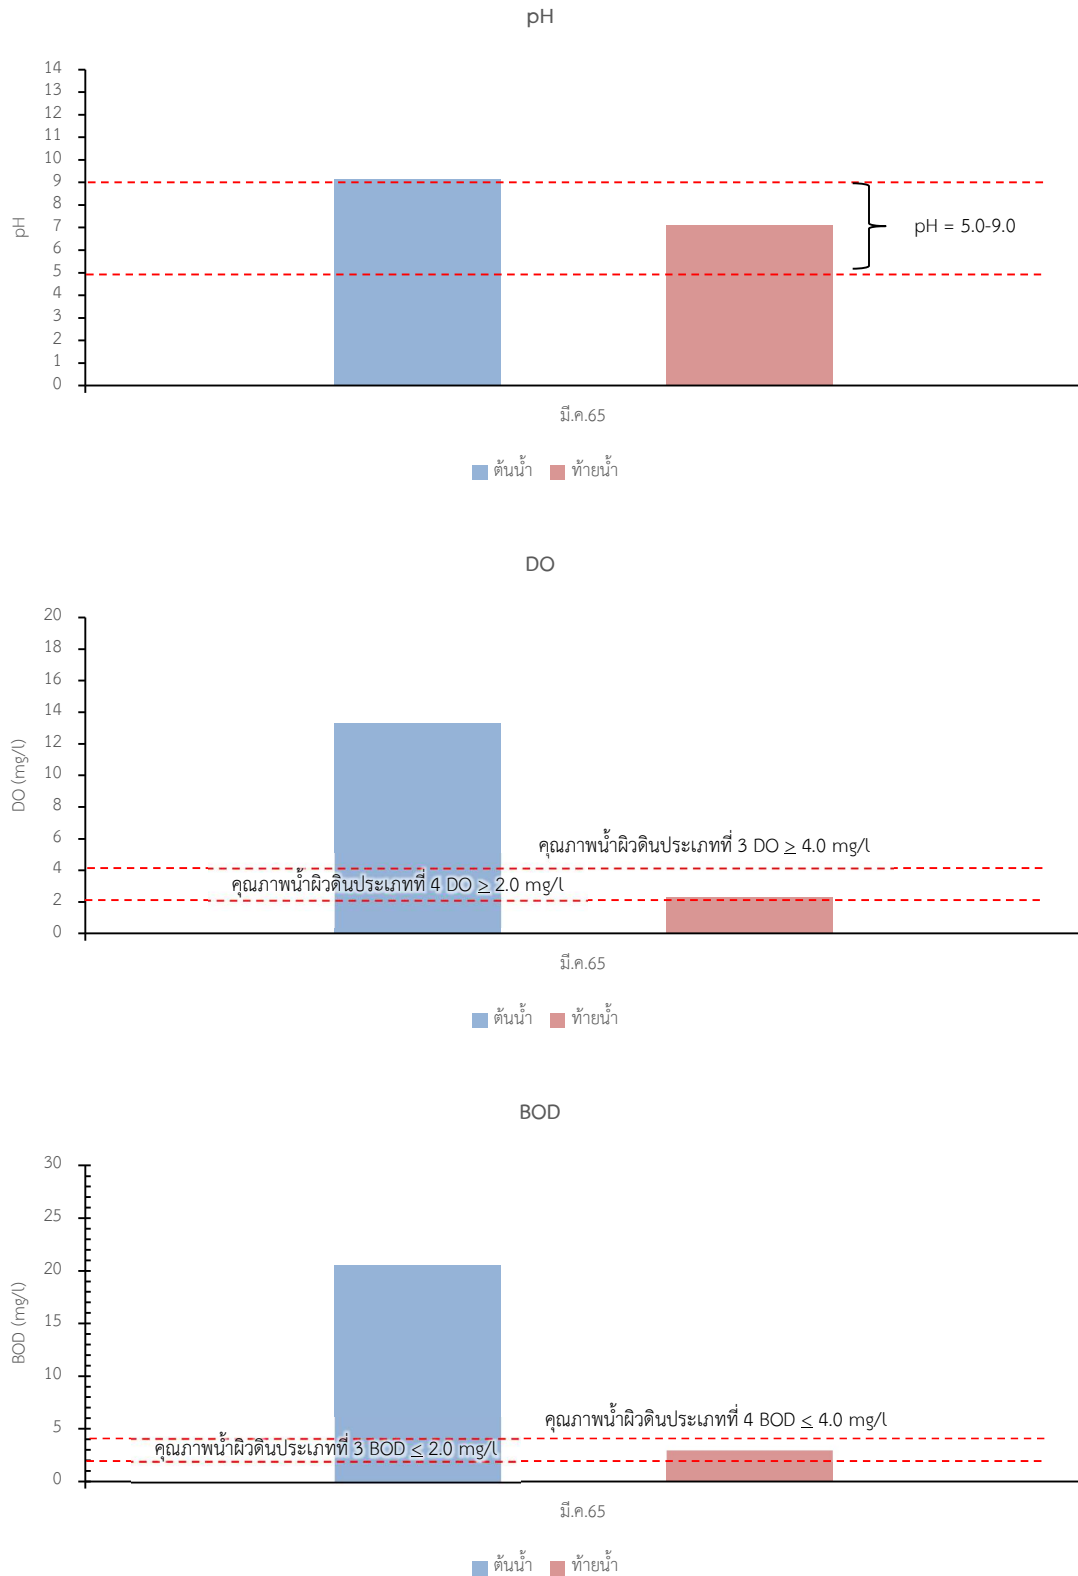 pH
14
13
12
11
10
9
8
7
6
5
4
3
2
1
0
pH
pH = 5.0-9.0
มี.ค.65
ต้นน้ำ ท้ายน้ำ
DO
20
18
16
14
12
10
8
6
4
2
0
DO (mg/l)
คุณภาพน้ำผิวดินประเภทที่ 3 DO ≥ 4.0 mg/l
คุณภาพน้ำผิวดินประเภทที่ 4 DO ≥ 2.0 mg/l
มี.ค.65
ต้นน้ำ ท้ายน้ำ
BOD
30
25
20
15
10
5
0
BOD (mg/l)
คุณภาพน้ำผิวดินประเภทที่ 4 BOD ≤ 4.0 mg/l
คุณภาพน้ำผิวดินประเภทที่ 3 BOD ≤ 2.0 mg/l
มี.ค.65
ต้นน้ำ ท้ายน้ำ